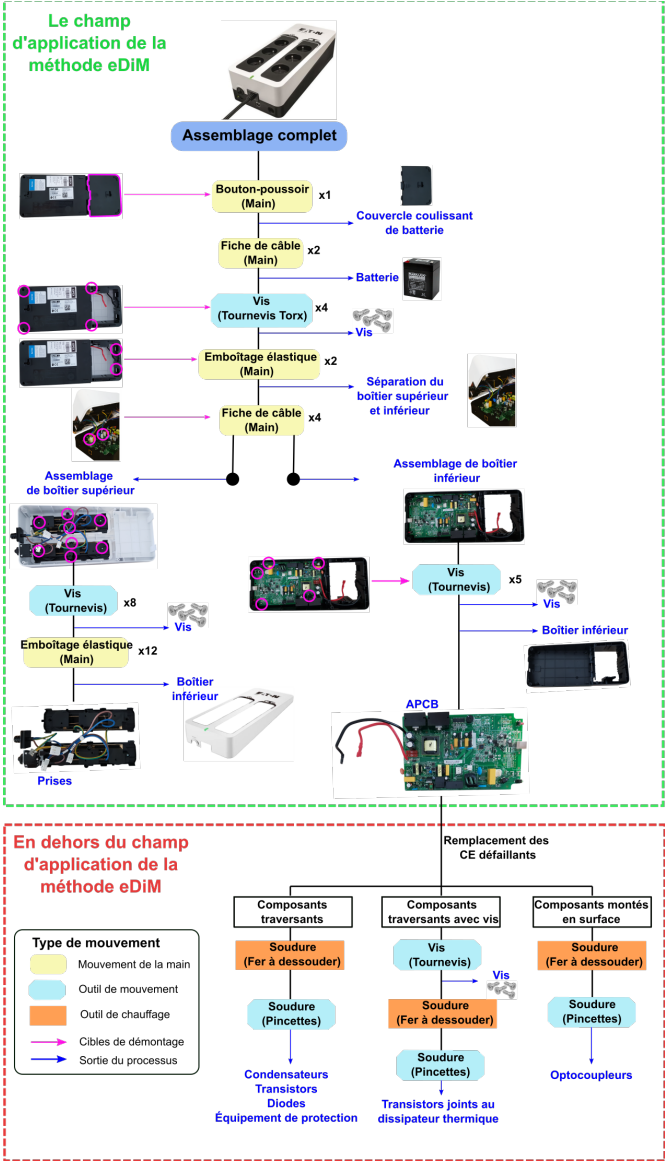 Le champ
d'application de la
méthode eDiM
EATON
Assemblage complet
Bouton-poussoir
(Main)
x1
Couvercle coulissant
de batterie
Fiche de câble
(Main)
x2
Batterie
Vis
(Tournevis Torx)
x4
Vis
Emboîtage élastique
(Main)
x2
Séparation du
boîtier supérieur
et inférieur
Fiche de câble
(Main)
x4
Assemblage
de boîtier supérieur
Assemblage de boîtier
inférieur
Vis
(Tournevis)
x8
Vis
Emboîtage élastique
(Main)
x12
Boîtier
inférieur
EATON
Prises
Vis
(Tournevis)
x5
Vis
Boîtier inférieur
APCB
En dehors du champ
d'application de la
méthode eDiM
Remplacement des
CE défaillants
Composants
traversants
Composants
traversants avec vis
Composants montés
en surface
Soudure
(Fer à dessouder)
Soudure
(Pincettes)
Condensateurs
Transistors
Diodes
Équipement de protection
Vis
(Tournevis)
Vis
Soudure
(Fer à dessouder)
Soudure
(Pincettes)
Transistors joints au
dissipateur thermique
Soudure
(Fer à dessouder)
Soudure
(Pincettes)
Optocoupleurs
Type de mouvement
Mouvement de la main
Outil de mouvement
Outil de chauffage
Cibles de démontage
Sortie du processus